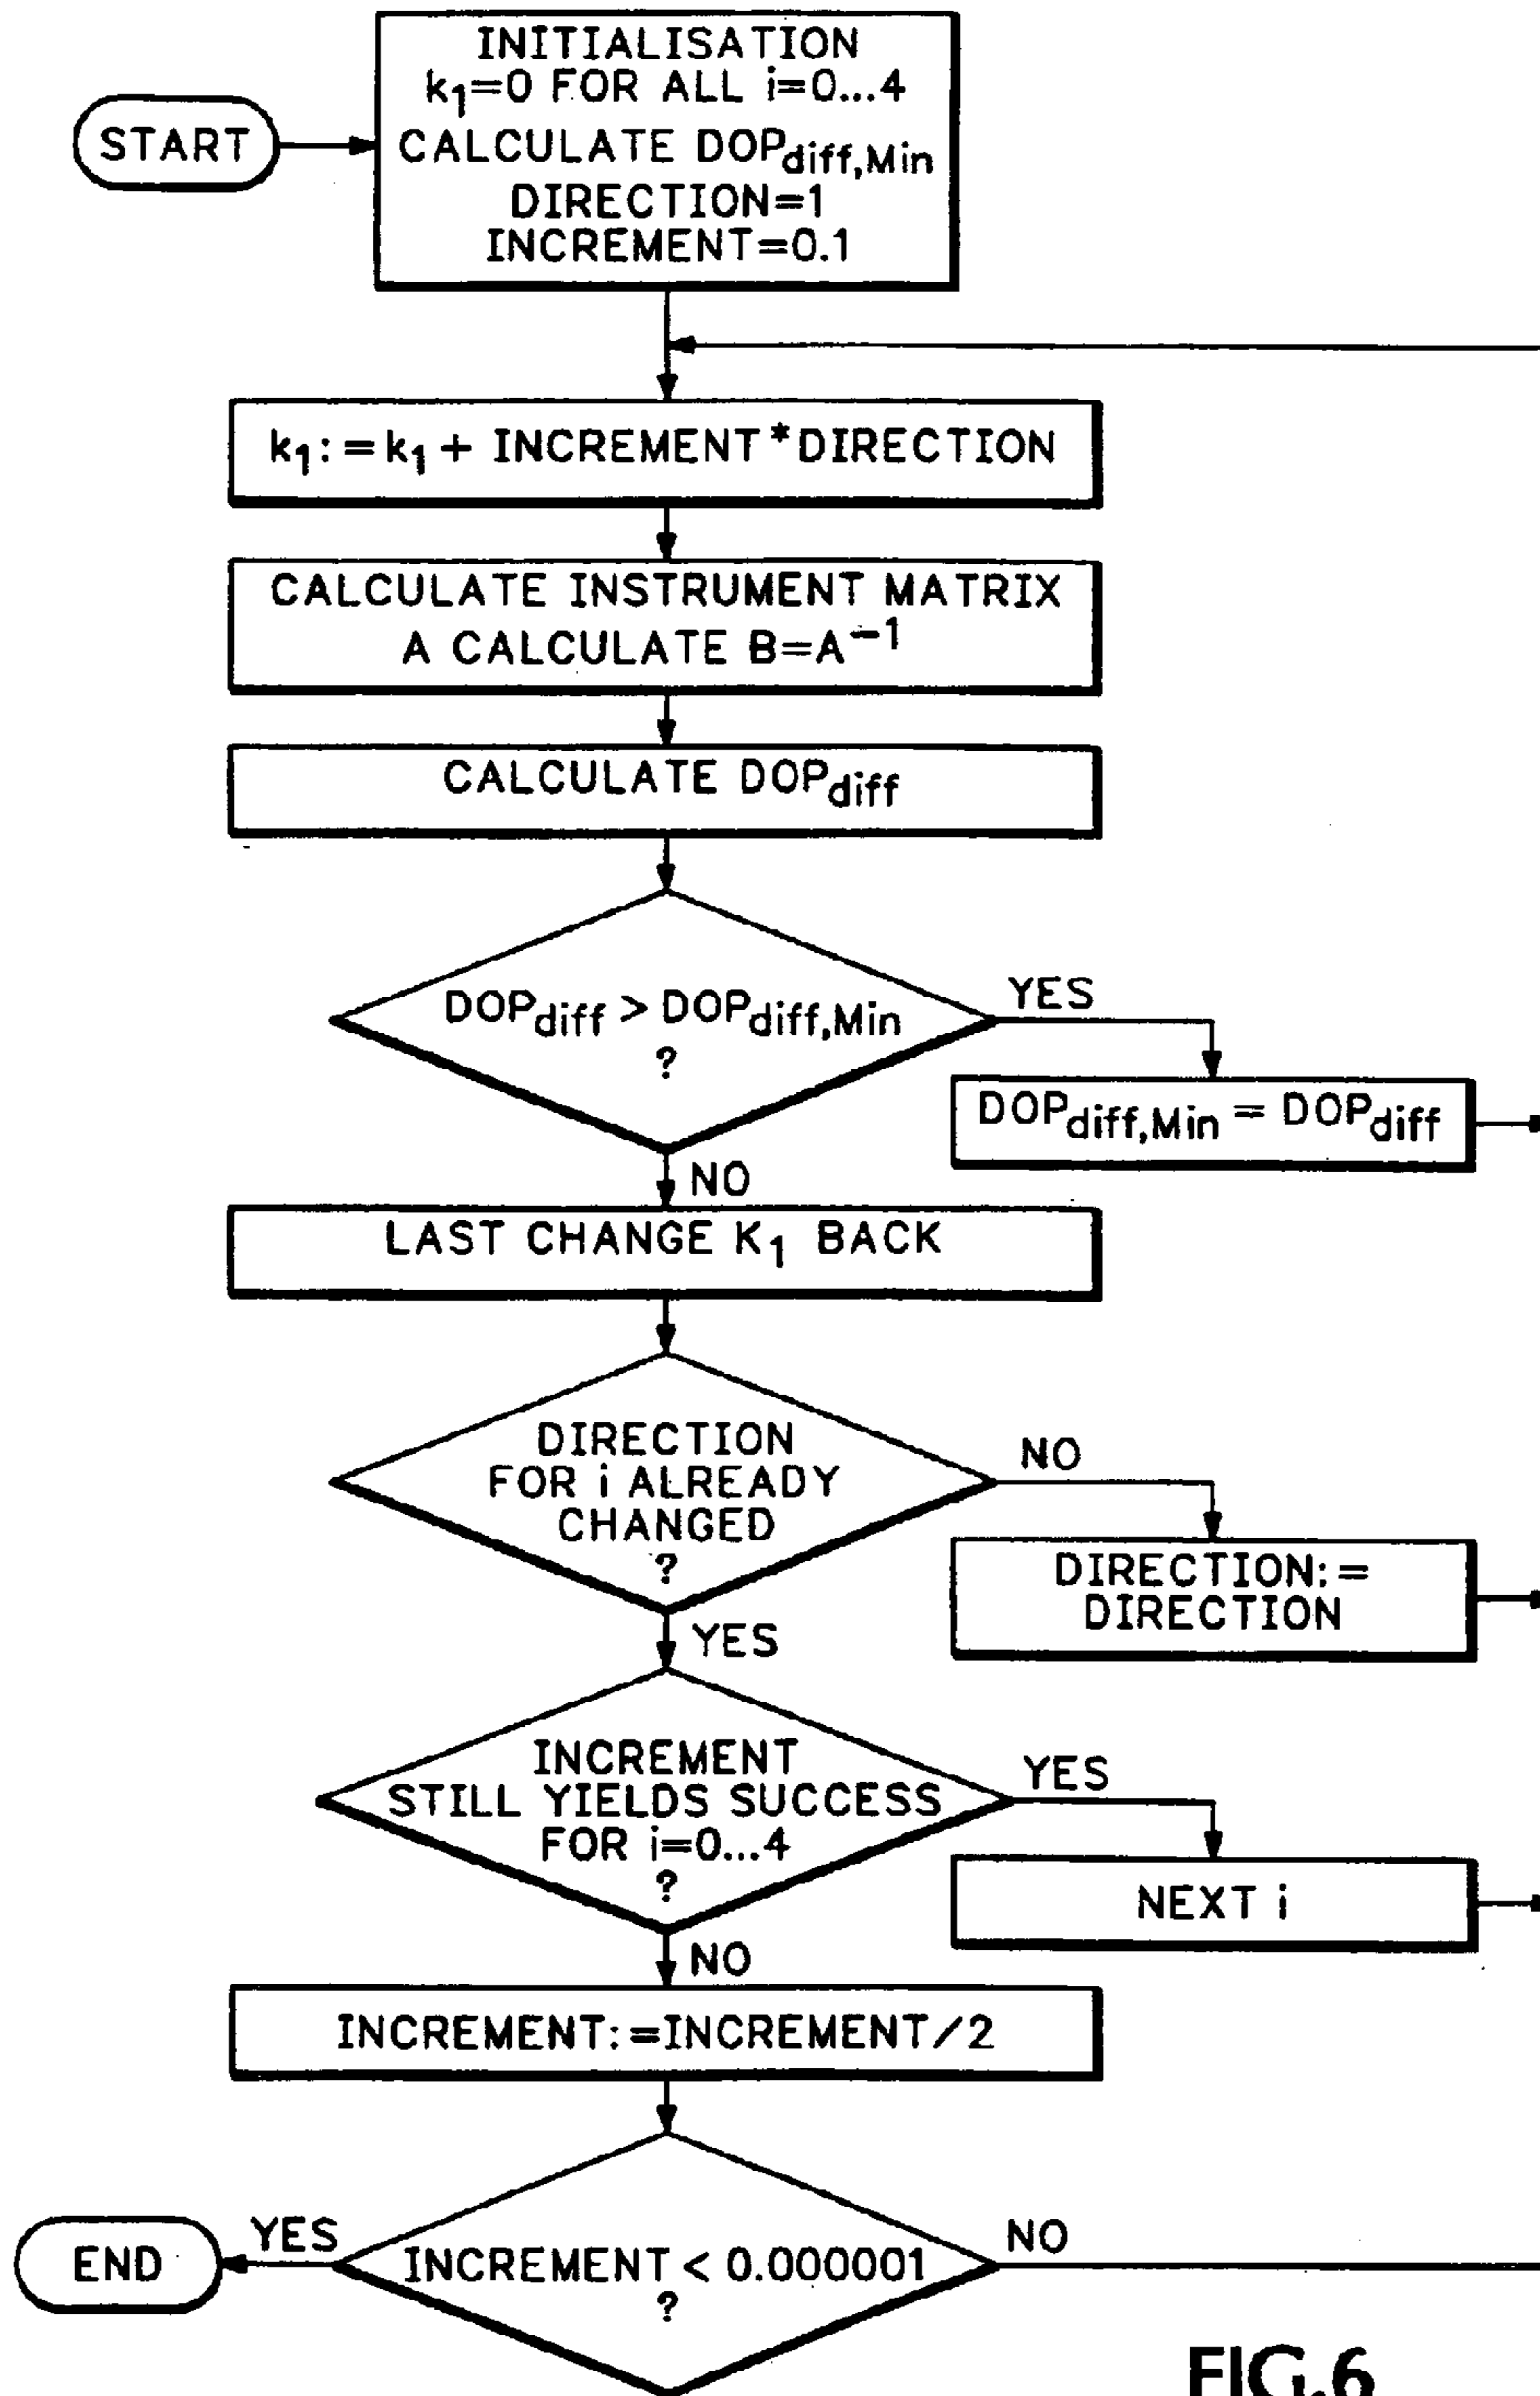 START
INITIALISATION
k₁=0 FOR ALL i=0...4
CALCULATE DOPdiff,Min
DIRECTION=1
INCREMENT=0.1
k₁:=k₁+ INCREMENT*DIRECTION
CALCULATE INSTRUMENT MATRIX
A CALCULATE B=A⁻¹
CALCULATE DOPdiff
DOPdiff > DOPdiff,Min
?
YES
DOPdiff,Min = DOPdiff
NO
LAST CHANGE K₁ BACK
DIRECTION
FOR i ALREADY
CHANGED
?
NO
DIRECTION:=
DIRECTION
YES
INCREMENT
STILL YIELDS SUCCESS
FOR i=0...4
?
YES
NEXT i
NO
INCREMENT:=INCREMENT/2
INCREMENT < 0.000001
?
YES
END
NO
FIG.6